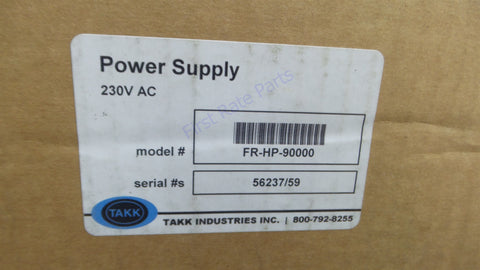 Power Supply
230V AC
First Rate Parts
model # FR-HP-90000
serial #s 56237/59
TAKK TAKK INDUSTRIES INC. | 800-792-8255